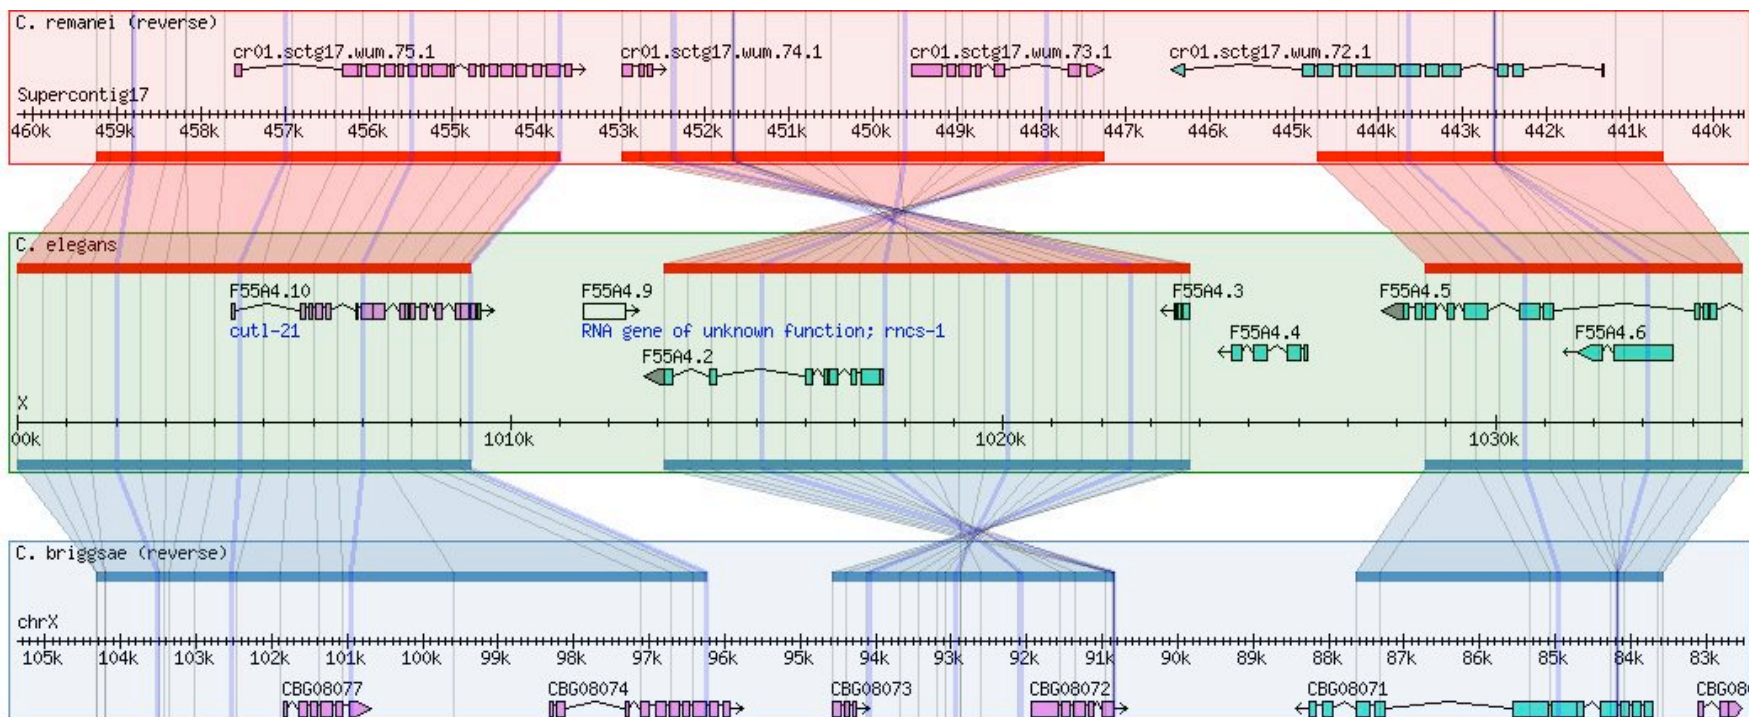 C. remanei (reverse)
cr01.sctg17.wum.75.1 cr01.sctg17.wum.74.1 cr01.sctg17.wum.73.1 cr01.sctg17.wum.72.1
Supercontig17
460k 459k 458k 457k 456k 455k 454k 453k 452k 451k 450k 449k 448k 447k 446k 445k 444k 443k 442k 441k 440k
C. elegans
F55A4.10 F55A4.9 F55A4.3 F55A4.5
cutl-21 RNA gene of unknown function; rncs-1 F55A4.4 F55A4.6
F55A4.2
X
00k 1010k 1020k 1030k
C. briggsae (reverse)
chrX
105k 104k 103k 102k 101k 100k 99k 98k 97k 96k 95k 94k 93k 92k 91k 90k 89k 88k 87k 86k 85k 84k 83k
CBG08077 CBG08074 CBG08073 CBG08072 CBG08071